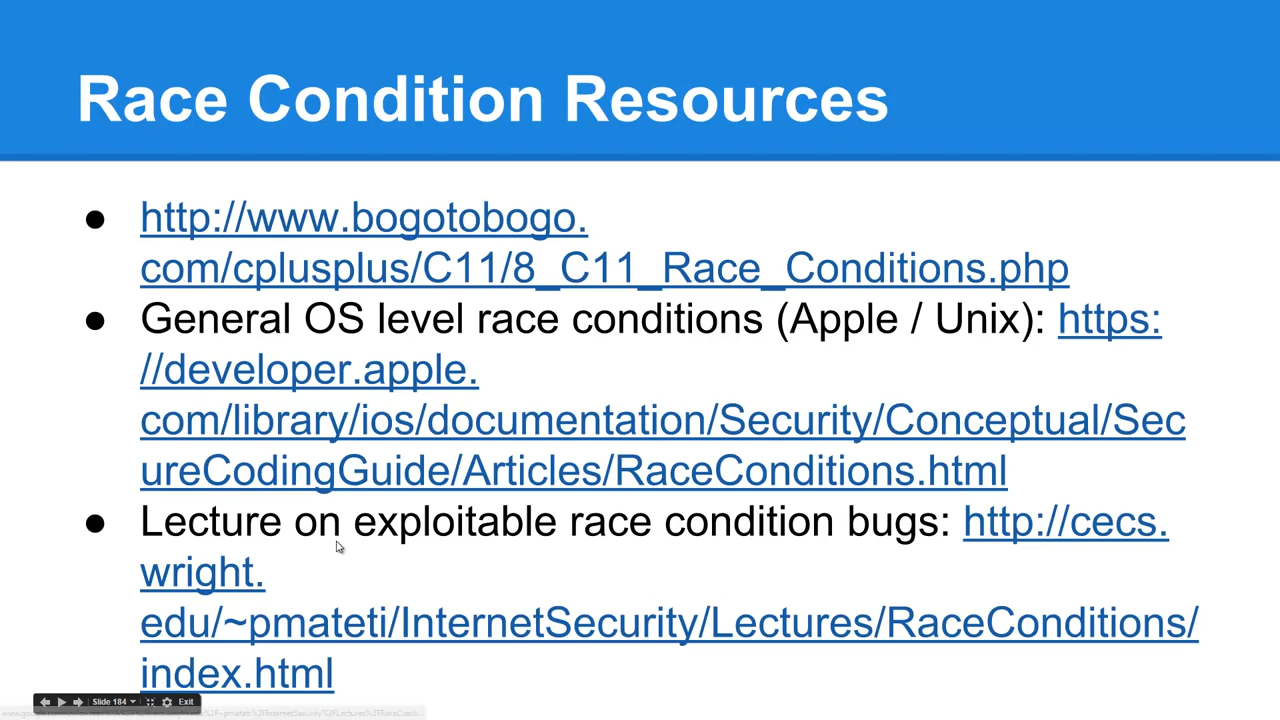 Race Condition Resources
● http://www.bogotobogo.
com/cplusplus/C11/8_C11_Race_Conditions.php
● General OS level race conditions (Apple / Unix): https:
//developer.apple.
com/library/ios/documentation/Security/Conceptual/Sec
ureCodingGuide/Articles/RaceConditions.html
● Lecture on exploitable race condition bugs: http://cecs.
wright.
edu/~pmateti/InternetSecurity/Lectures/RaceConditions/
index.html
Slide 184 Exit